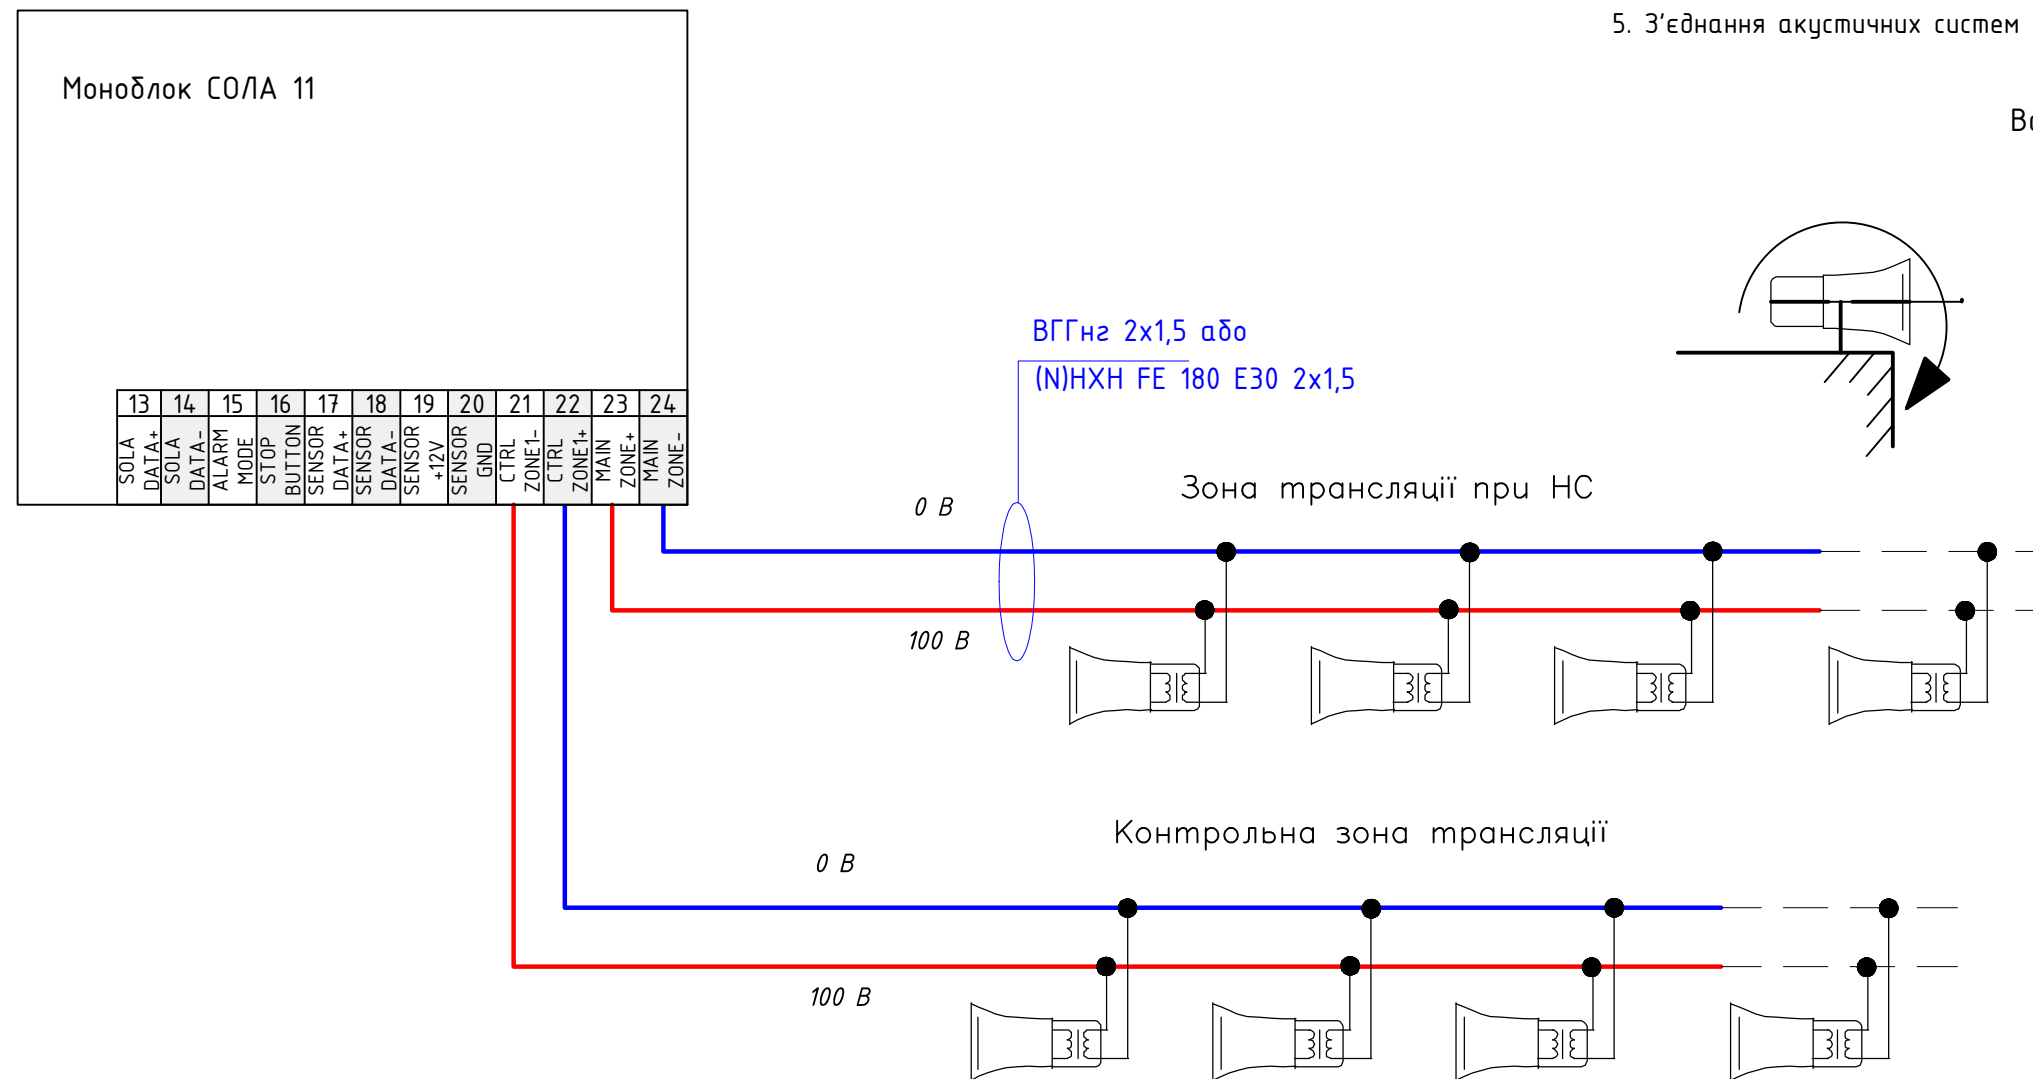 5. З'єднання акустичних систем
Моноблок СОЛА 11
ВГГнг 2х1,5 або
(N)HXH FE 180 E30 2x1,5
13 14 15 16 17 18 19 20 21 22 23 24
SOLA
DATA+
SOLA
DATA-
ALARM
MODE
STOP
BUTTON
SENSOR
DATA+
SENSOR
DATA-
SENSOR
+12V
SENSOR
GND
CTRL
ZONE1-
CTRL
ZONE1+
MAIN
ZONE+
MAIN
ZONE-
Зона трансляції при НС
0 В
100 В
Контрольна зона трансляції
0 В
100 В